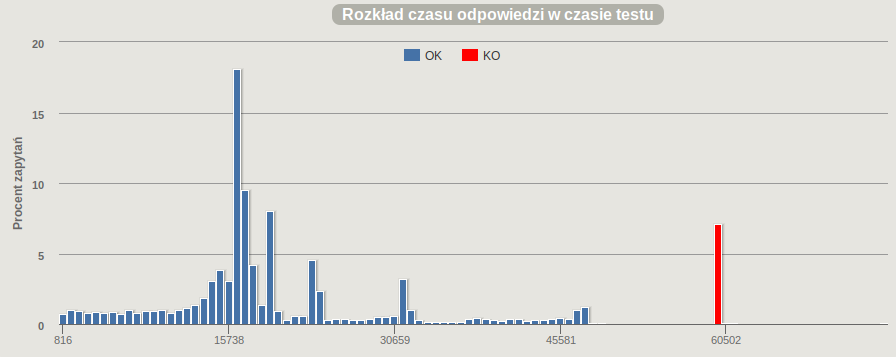 Rozkład czasu odpowiedzi w czasie testu
OK KO
Procent zapytań
20
15
10
5
0
816 15738 30659 45581 60502